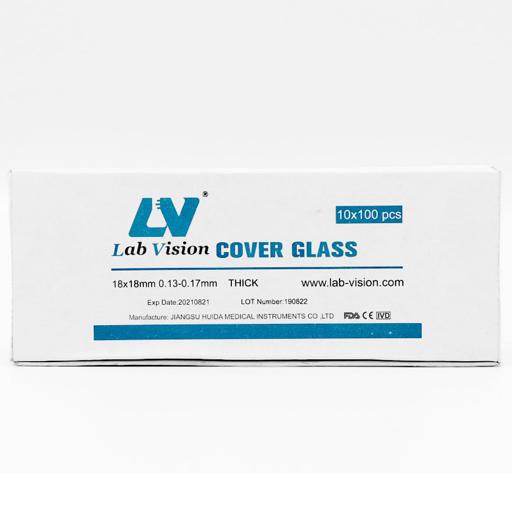 LV®
10x100 pcs
Lab Vision COVER GLASS
18x18mm 0.13-0.17mm THICK www.lab-vision.com
Exp Date:20210821 LOT Number:190822
Manufacture: JIANGSU HUIDA MEDICAL INSTRUMENTS CO .,LTD FDA CE IVD